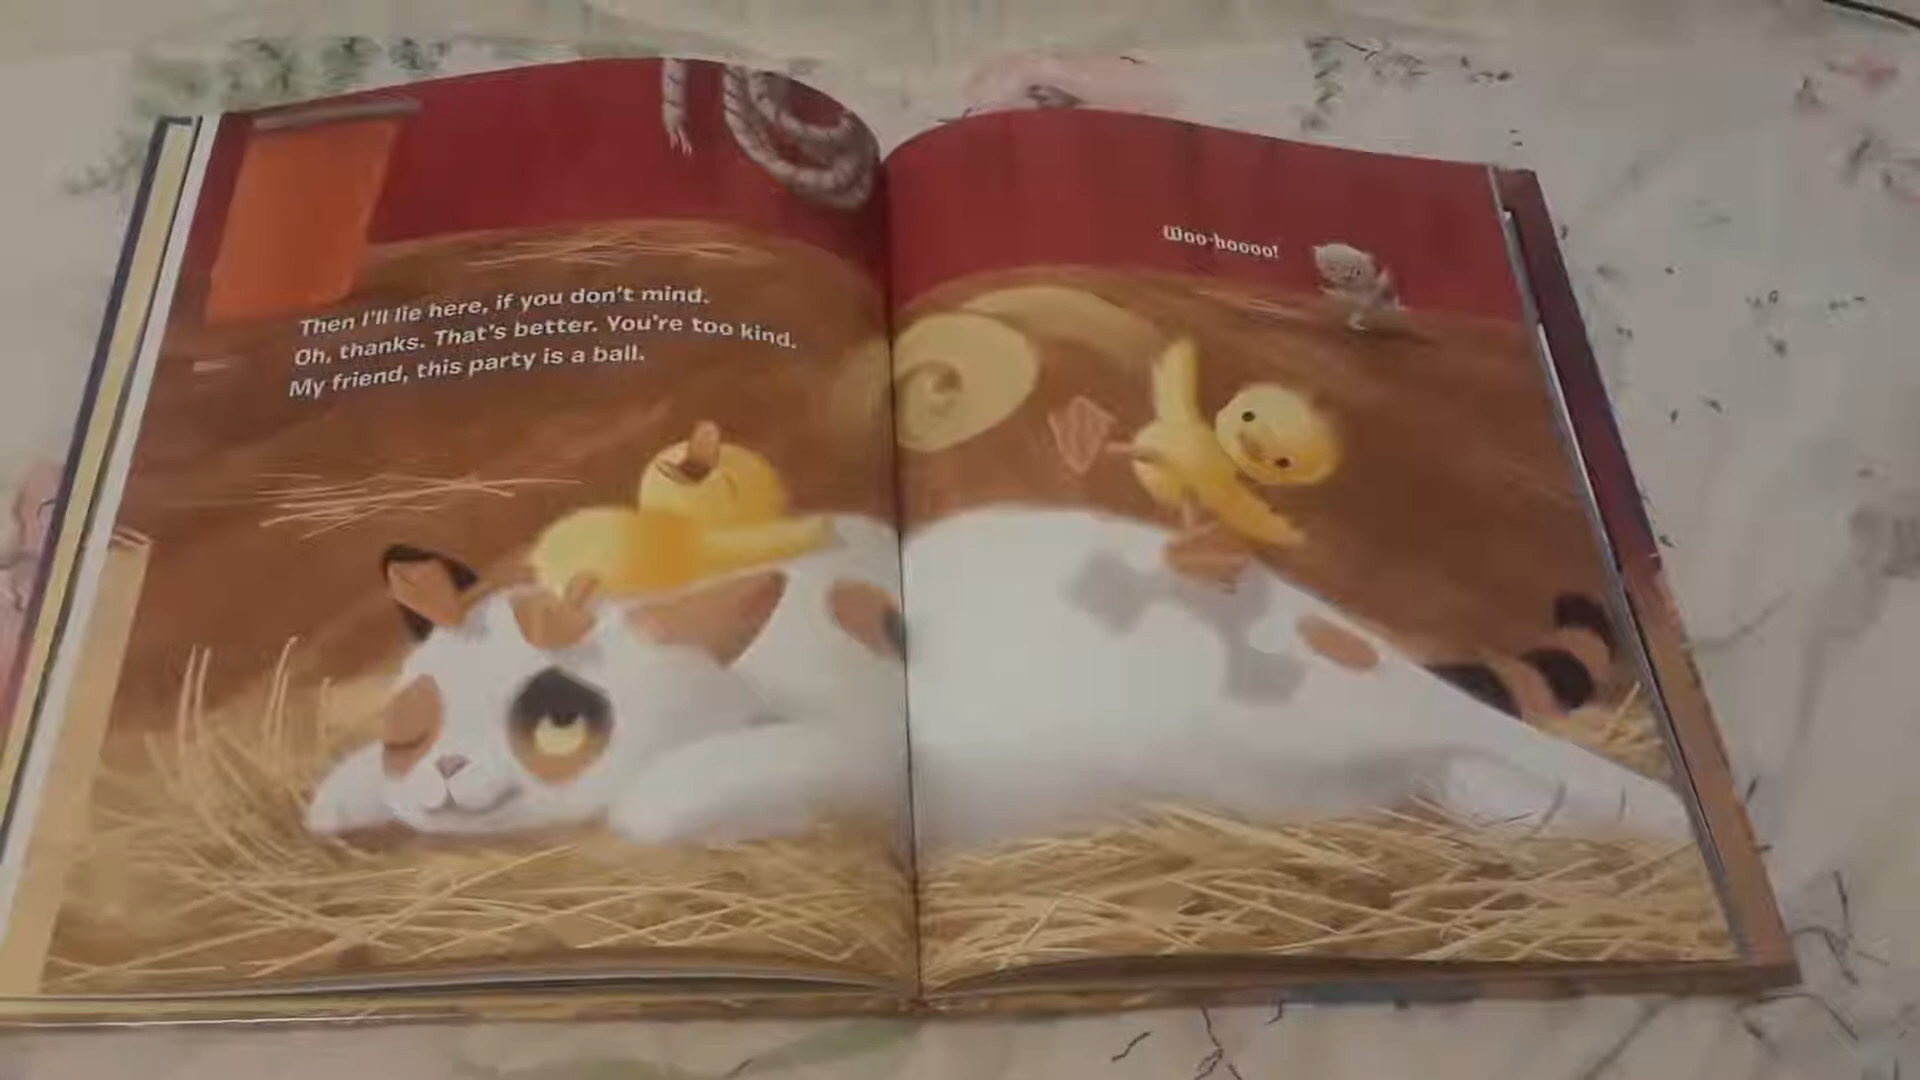 Then I'll lie here, if you don't mind.
Oh, thanks. That's better. You're too kind.
My friend, this party is a ball.
Woo-hoooo!